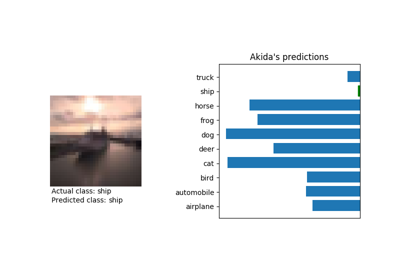 Akida's predictions
truck
ship
horse
frog
dog
deer
cat
bird
automobile
airplane
Actual class: ship
Predicted class: ship